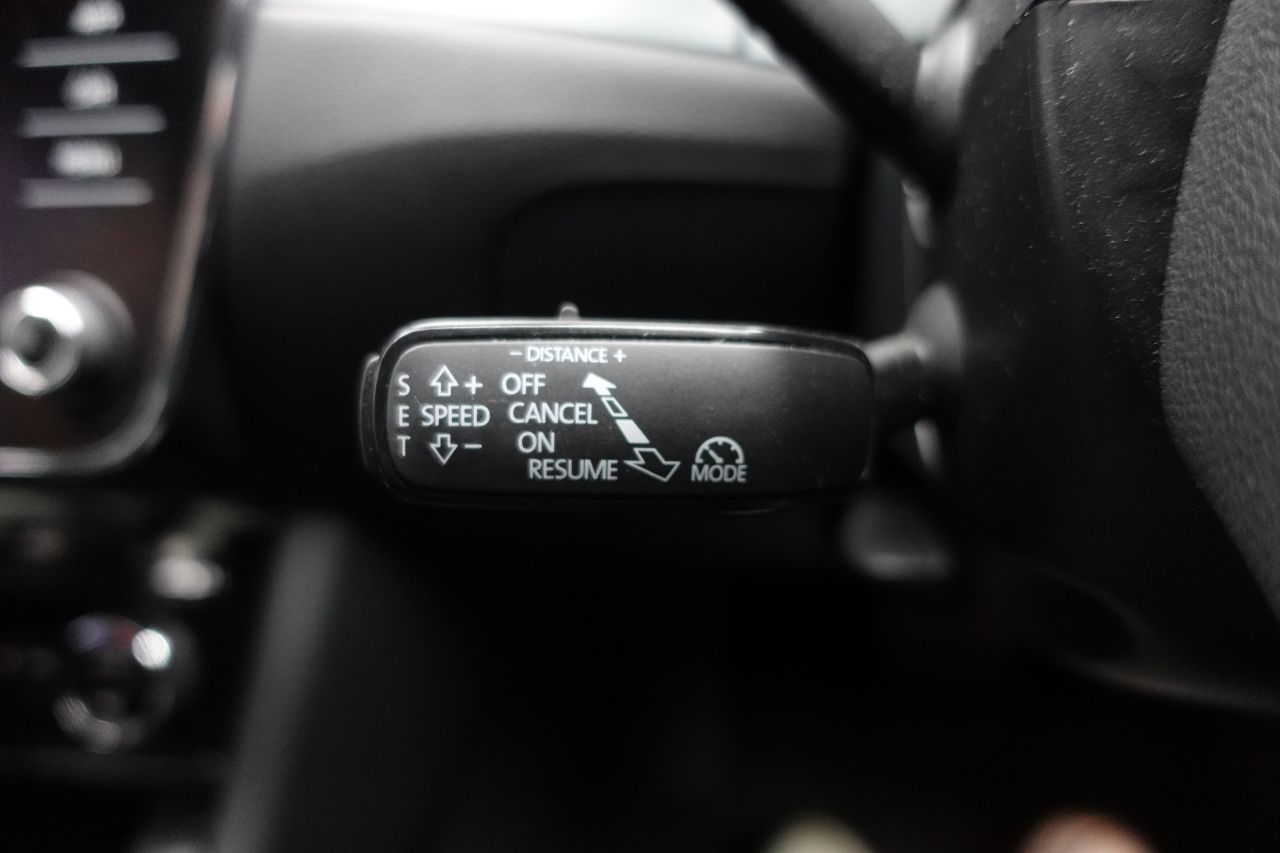 - DISTANCE +
S + OFF
E SPEED CANCEL
T - ON
RESUME MODE